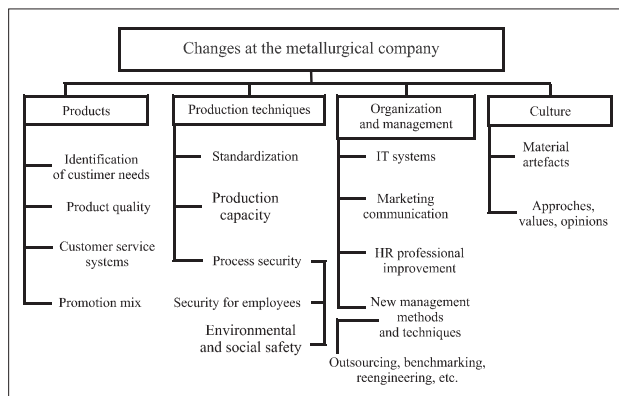 Changes at the metallurgical company
Products
Identification
of custimer needs
Product quality
Customer service
systems
Promotion mix
Production techniques
Standardization
Production
capacity
Process security
Security for employees
Environmental
and social safety
Organization
and management
IT systems
Marketing
communication
HR professional
improvement
New management
methods
and techniques
Outsourcing, benchmarking,
reengineering, etc.
Culture
Material
artefacts
Approches,
values, opinions